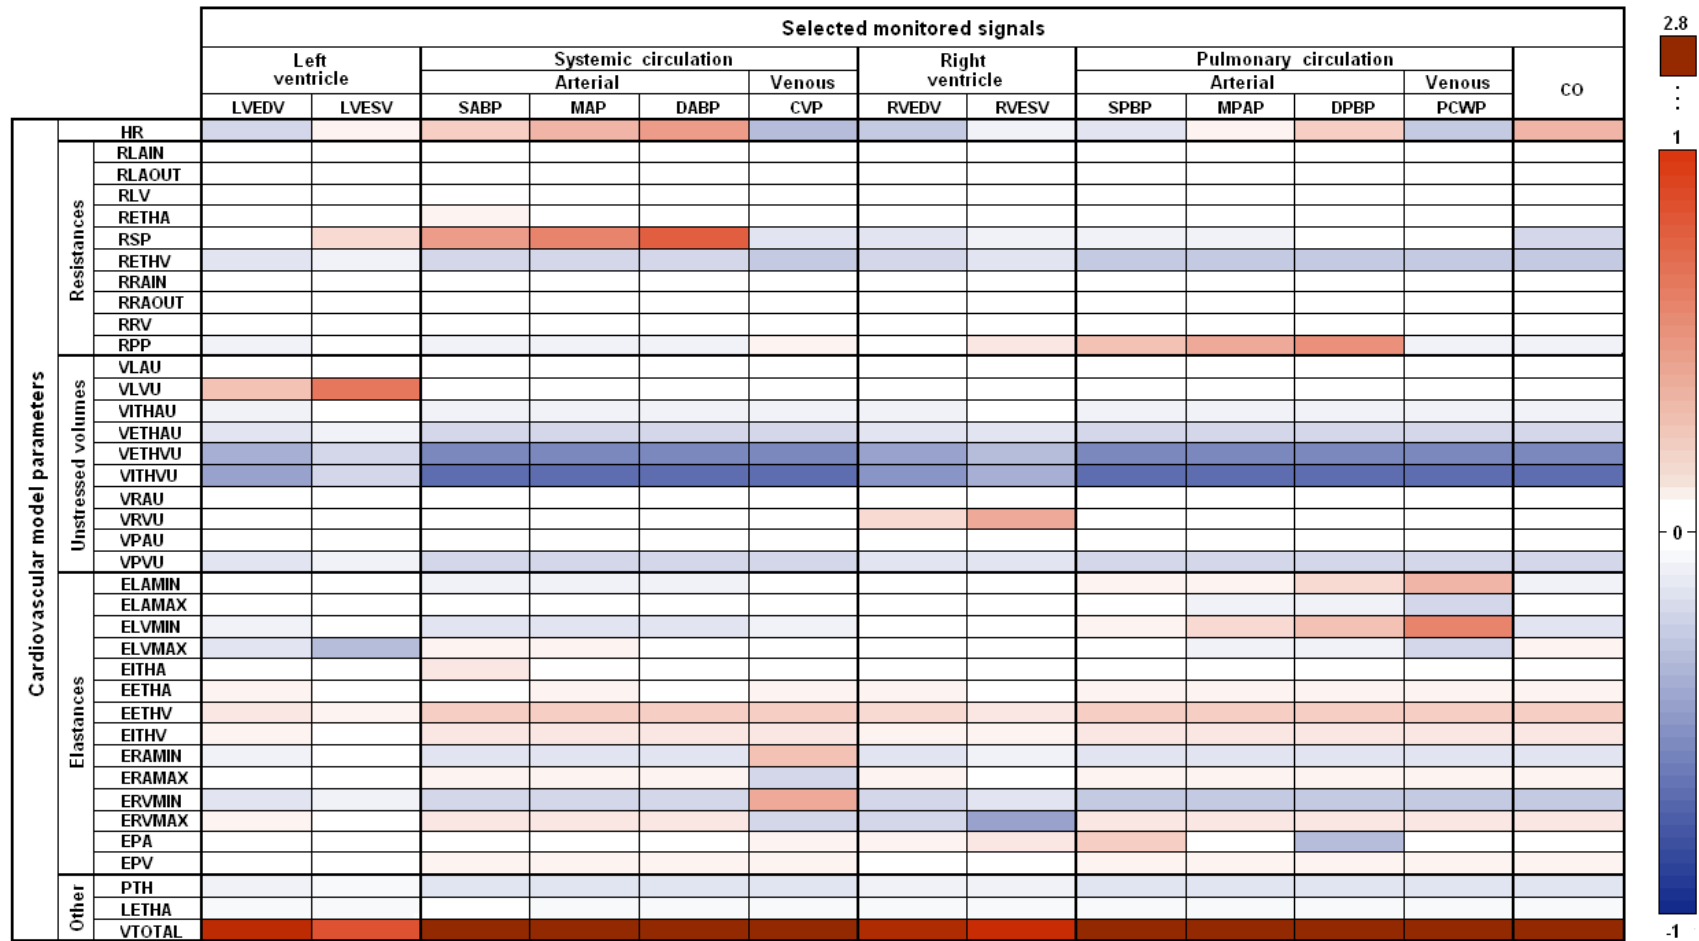 Selected monitored signals
Left ventricle
Systemic circulation
Right ventricle
Pulmonary circulation
CO
Arterial
Venous
Arterial
Venous
LVEDV LVESV SABP MAP DABP CVP RVEDV RVESV SPBP MPAP DPBP PCWP
Cardiovascular model parameters
HR
Resistances
RLAIN
RLAOUT
RLV
RETHA
RSP
RETHV
RRAIN
RRAOUT
RRV
RPP
Unstressed volumes
VLAU
VLVU
VITHAU
VETHAU
VETHVU
VITHVU
VRAU
VRVU
VPAU
VPVU
Elastances
ELAMIN
ELAMAX
ELVMIN
ELVMAX
EITHA
EETHA
EETHV
EITHV
ERAMIN
ERAMAX
ERVMIN
ERVMAX
EPA
EPV
Other
PTH
LETHA
VTOTAL
2.8
1
0
-1